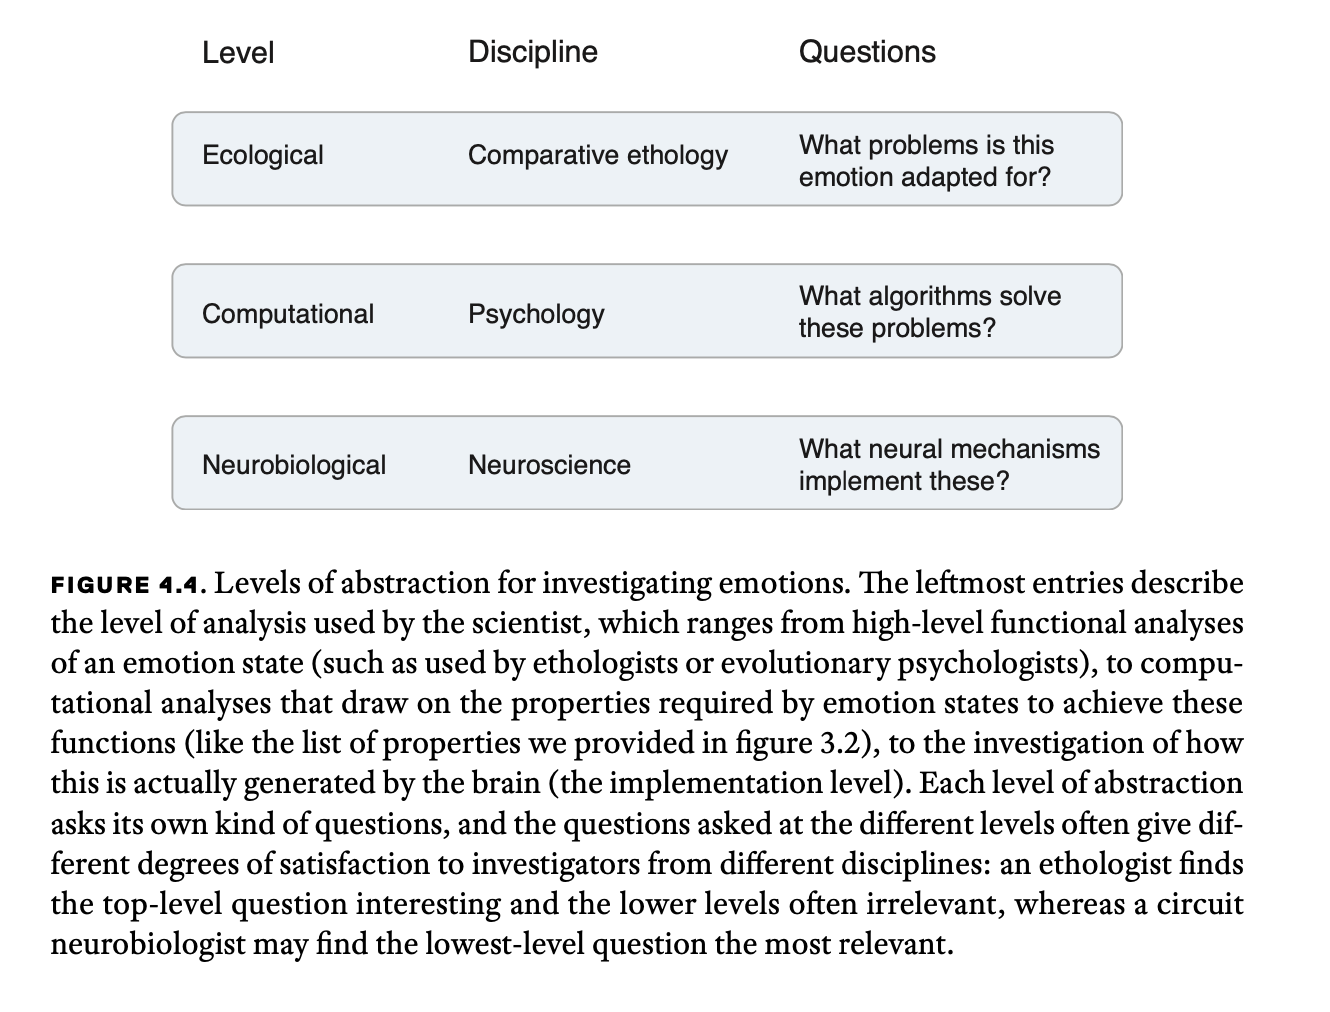 Level Discipline Questions
Ecological Comparative ethology What problems is this
emotion adapted for?
Computational Psychology What algorithms solve
these problems?
Neurobiological Neuroscience What neural mechanisms
implement these?
FIGURE 4.4. Levels of abstraction for investigating emotions. The leftmost entries describe
the level of analysis used by the scientist, which ranges from high-level functional analyses
of an emotion state (such as used by ethologists or evolutionary psychologists), to compu-
tational analyses that draw on the properties required by emotion states to achieve these
functions (like the list of properties we provided in figure 3.2), to the investigation of how
this is actually generated by the brain (the implementation level). Each level of abstraction
asks its own kind of questions, and the questions asked at the different levels often give dif-
ferent degrees of satisfaction to investigators from different disciplines: an ethologist finds
the top-level question interesting and the lower levels often irrelevant, whereas a circuit
neurobiologist may find the lowest-level question the most relevant.